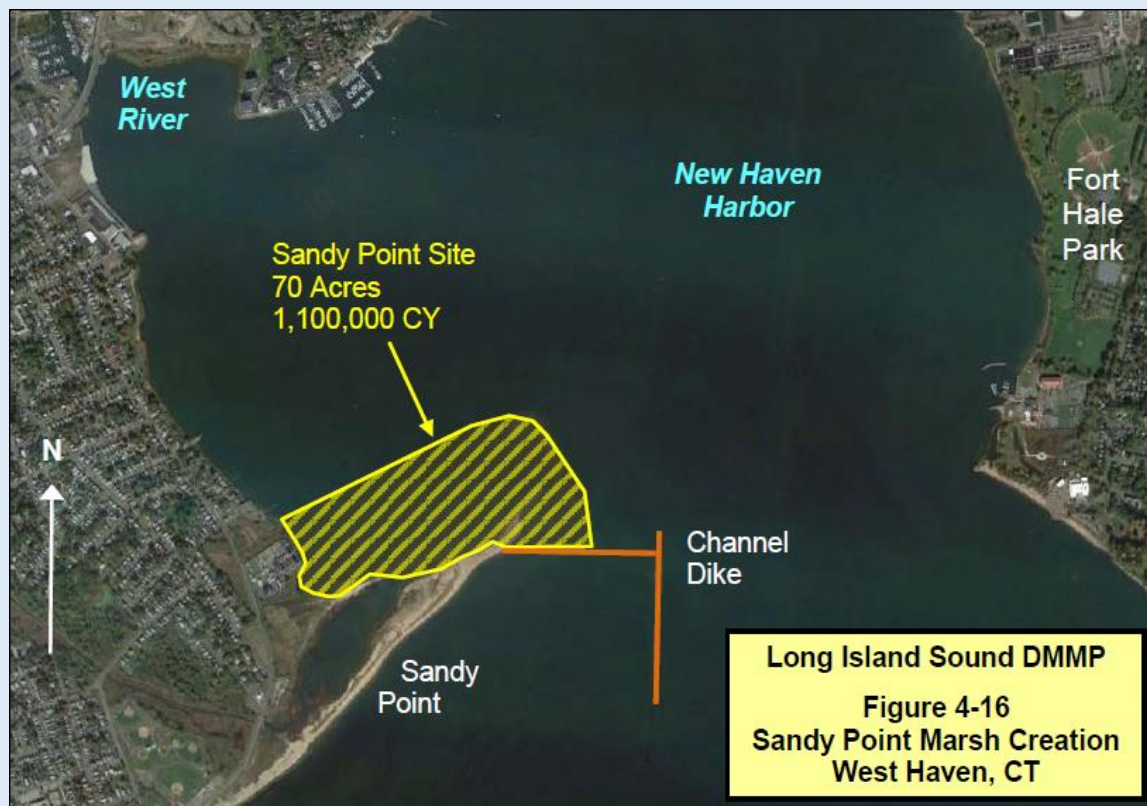 West
River
New Haven
Harbor
Fort
Hale
Park
Sandy Point Site
70 Acres
1,100,000 CY
N
Channel
Dike
Sandy
Point
Long Island Sound DMMP
Figure 4-16
Sandy Point Marsh Creation
West Haven, CT